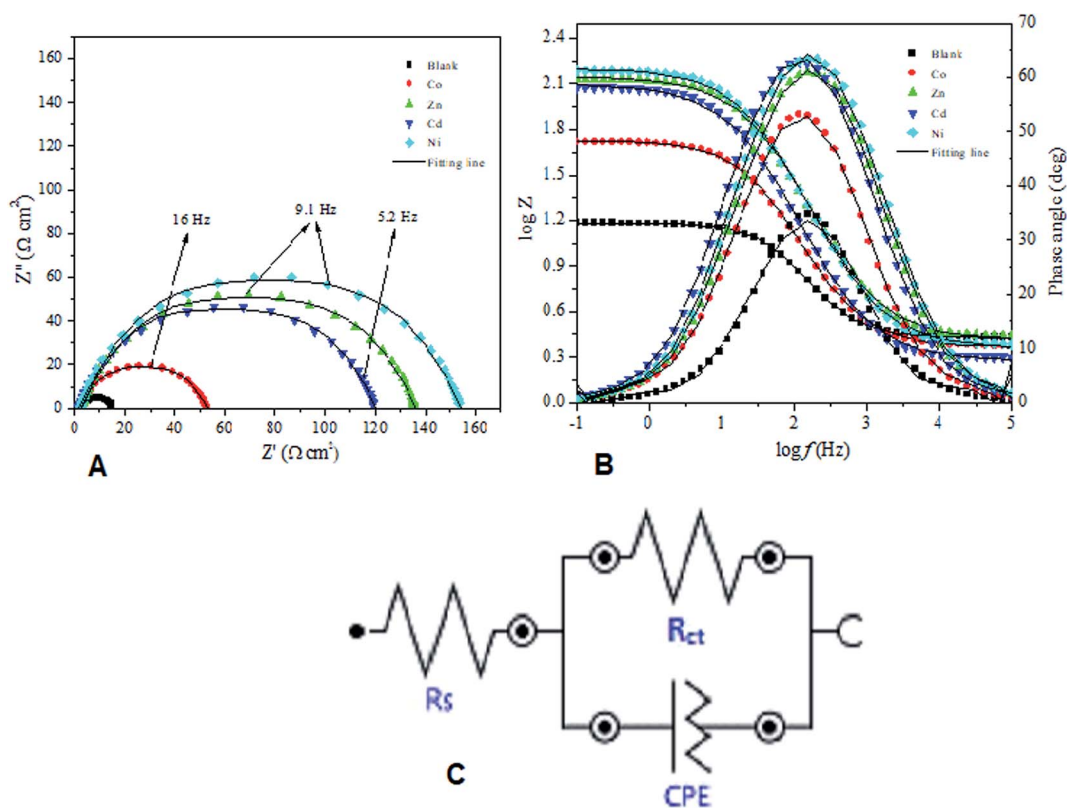 160
140
120
100
80
60
40
20
0
Z" (Ω cm²)
Blank
Co
Zn
Cd
Ni
Fitting line
16 Hz
9.1 Hz
5.2 Hz
0 20 40 60 80 100 120 140 160
Z' (Ω cm²)
A
2.4
2.1
1.8
1.5
1.2
0.9
0.6
0.3
0.0
log Z
Blank
Co
Zn
Cd
Ni
Fitting line
70
60
50
40
30
20
10
0
Phase angle (deg)
-1 0 1 2 3 4 5
log f (Hz)
B
Rct
Rs
CPE
C